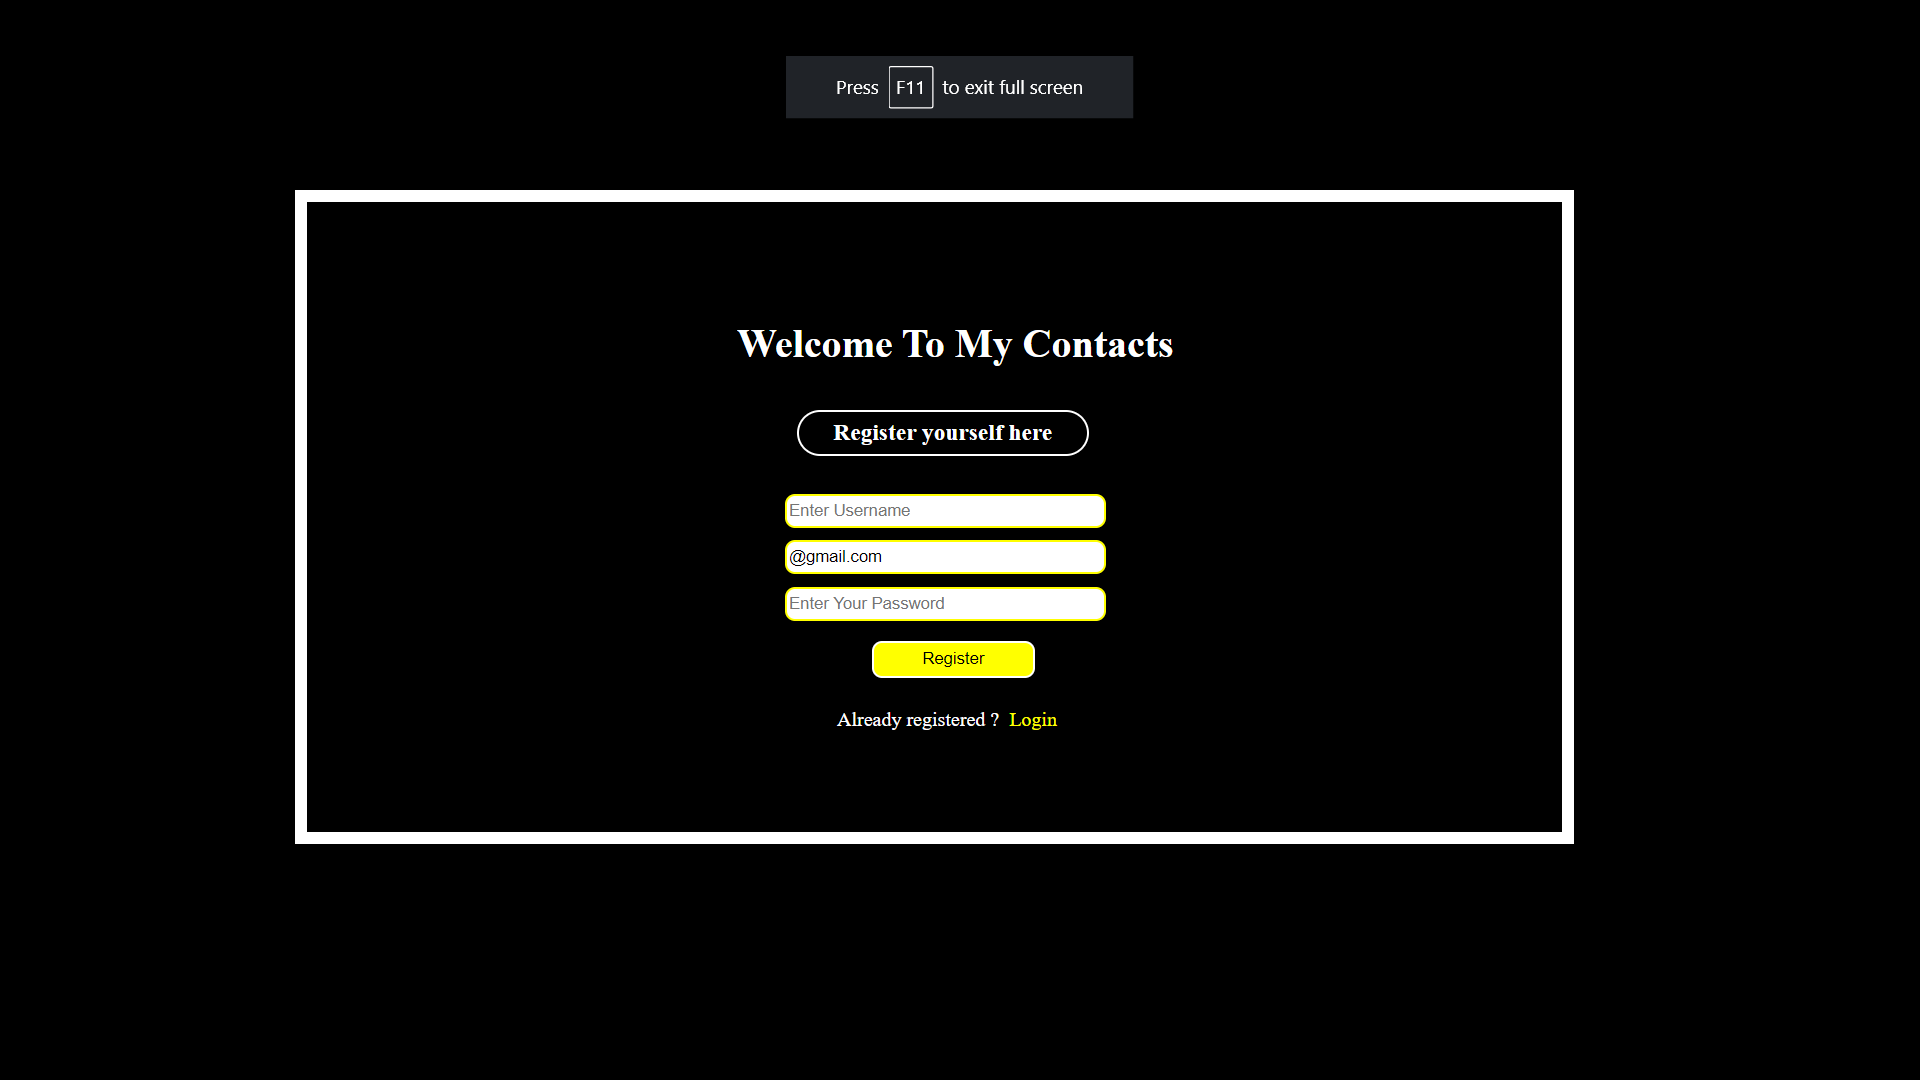 Press F11 to exit full screen
Welcome To My Contacts
Register yourself here
Enter Username
@gmail.com
Enter Your Password
Register
Already registered ? Login